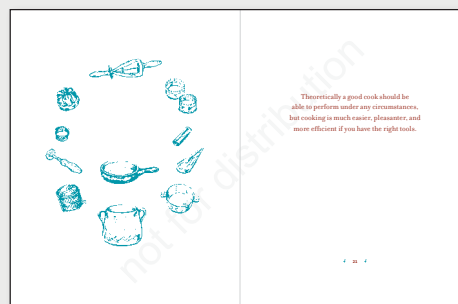 Theoretically a good cook should be
able to perform under any circumstances,
but cooking is much easier, pleasanter, and
more efficient if you have the right tools.
not for distribution